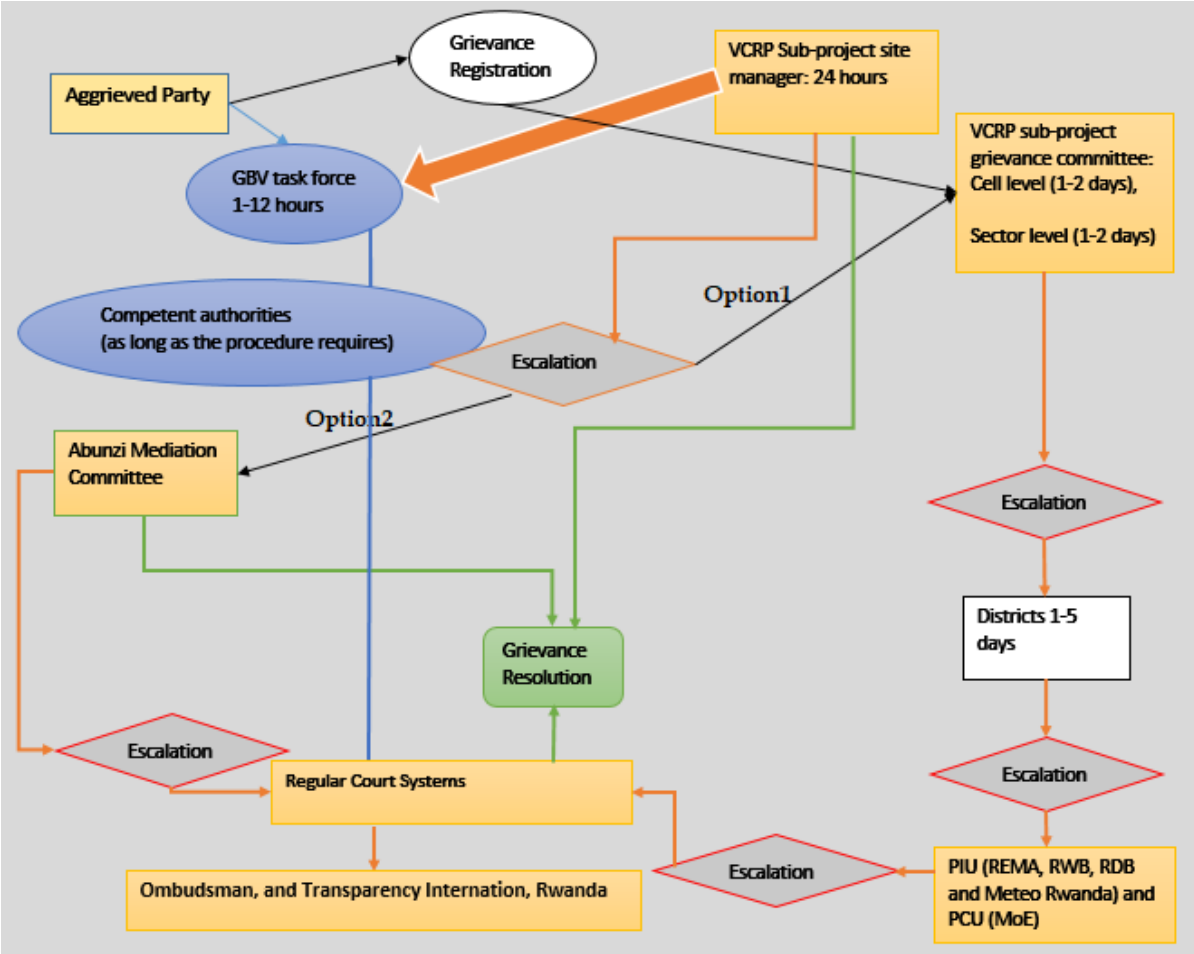 Grievance
Registration
VCRP Sub-project site
manager: 24 hours
Aggrieved Party
VCRP sub-project
grievance committee:
Cell level (1-2 days),
Sector level (1-2 days)
GBV task force
1-12 hours
Option1
Competent authorities
(as long as the procedure requires)
Escalation
Option2
Abunzi Mediation
Committee
Escalation
Districts 1-5
days
Grievance
Resolution
Escalation
Escalation
Regular Court Systems
Escalation
PIU (REMA, RWB, RDB
and Meteo Rwanda) and
PCU (MoE)
Ombudsman, and Transparency Internation, Rwanda